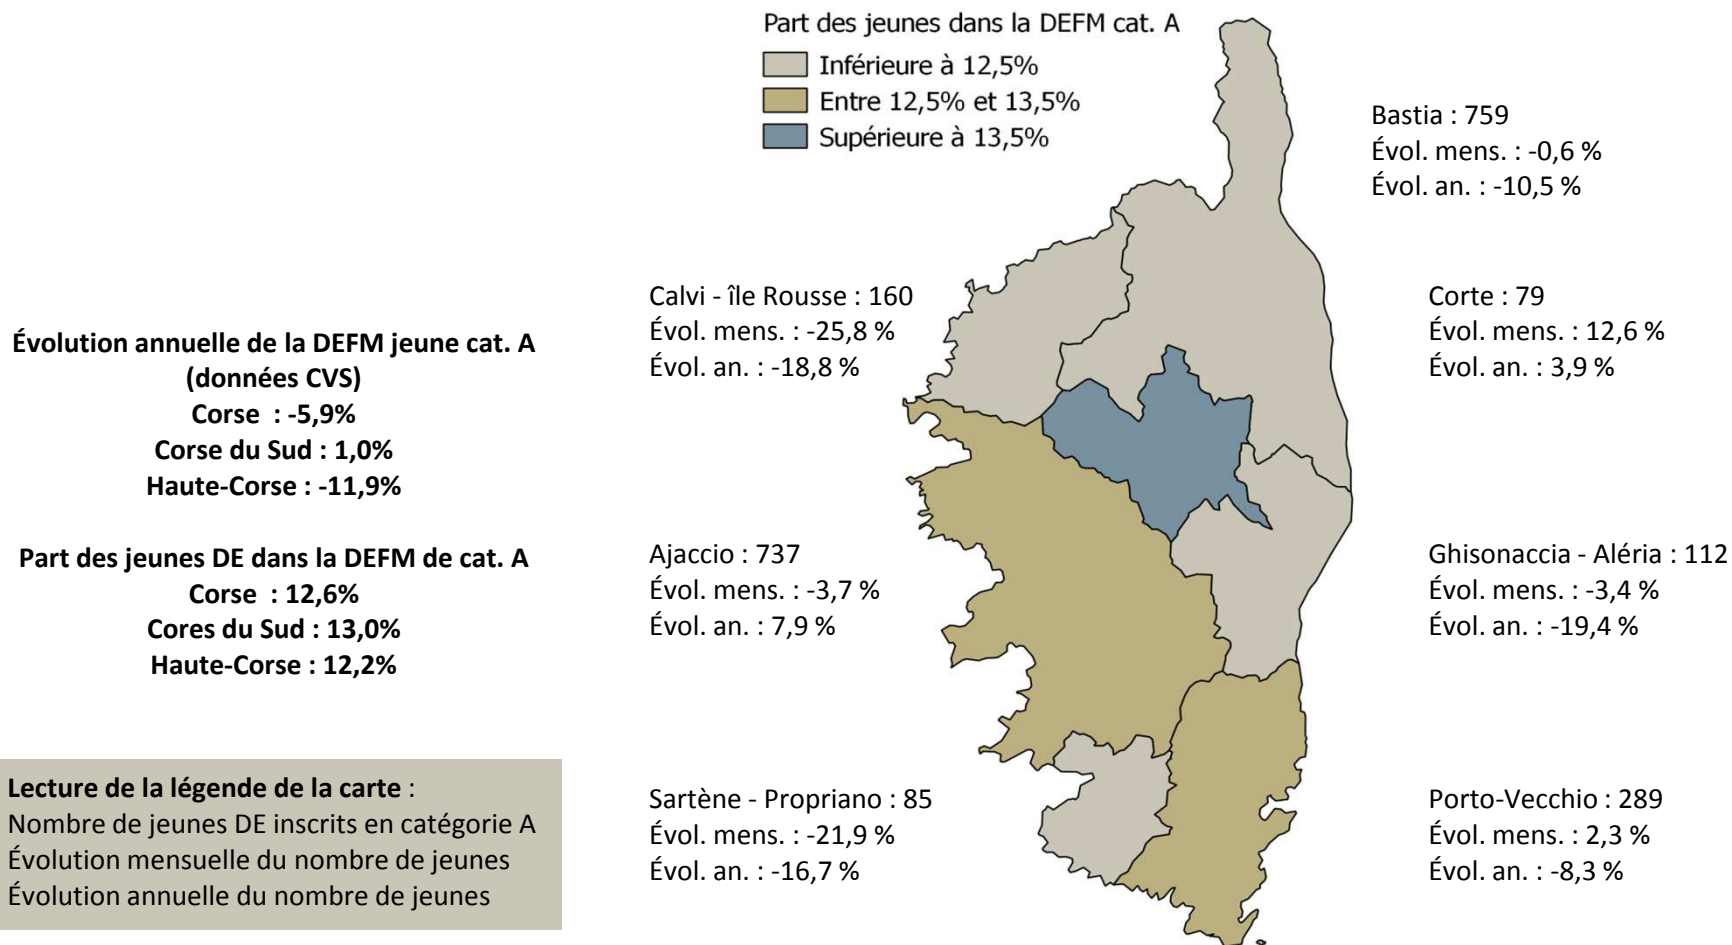 Part des jeunes dans la DEFM cat. A
Inférieure à 12,5%
Entre 12,5% et 13,5%
Supérieure à 13,5%
Bastia : 759
Évol. mens. : -0,6 %
Évol. an. : -10,5 %
Calvi - île Rousse : 160
Évol. mens. : -25,8 %
Évol. an. : -18,8 %
Corte : 79
Évol. mens. : 12,6 %
Évol. an. : 3,9 %
Évolution annuelle de la DEFM jeune cat. A
(données CVS)
Corse : -5,9%
Corse du Sud : 1,0%
Haute-Corse : -11,9%
Part des jeunes DE dans la DEFM de cat. A
Corse : 12,6%
Cores du Sud : 13,0%
Haute-Corse : 12,2%
Ajaccio : 737
Évol. mens. : -3,7 %
Évol. an. : 7,9 %
Ghisonaccia - Aléria : 112
Évol. mens. : -3,4 %
Évol. an. : -19,4 %
Lecture de la légende de la carte :
Nombre de jeunes DE inscrits en catégorie A
Évolution mensuelle du nombre de jeunes
Évolution annuelle du nombre de jeunes
Sartène - Propriano : 85
Évol. mens. : -21,9 %
Évol. an. : -16,7 %
Porto-Vecchio : 289
Évol. mens. : 2,3 %
Évol. an. : -8,3 %